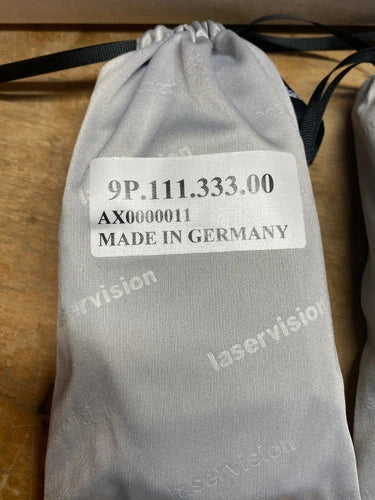 9P.111.333.00
AX0000011
MADE IN GERMANY
laservision
laservision
laservision